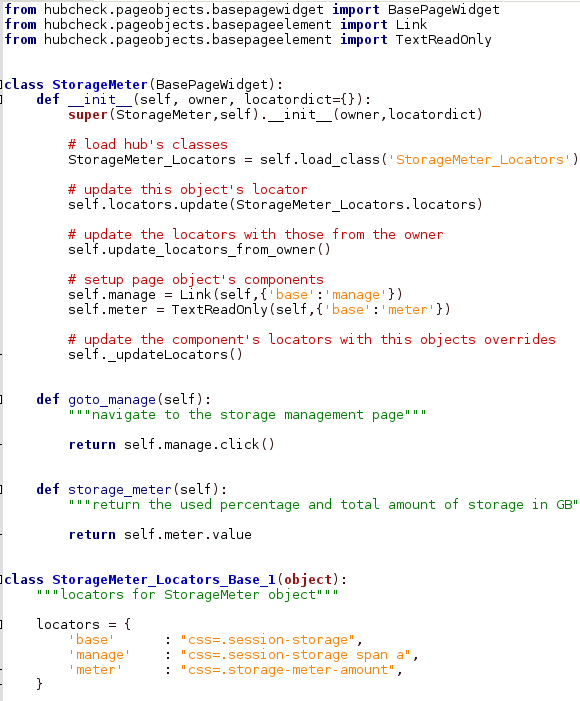 from hubcheck.pageobjects.basepagewidget import BasePageWidget
from hubcheck.pageobjects.basepageelement import Link
from hubcheck.pageobjects.basepageelement import TextReadOnly
class StorageMeter(BasePageWidget):
    def __init__(self, owner, locatordict={}):
        super(StorageMeter,self).__init__(owner,locatordict)
        # load hub's classes
        StorageMeter_Locators = self.load_class('StorageMeter_Locators')
        # update this object's locator
        self.locators.update(StorageMeter_Locators.locators)
        # update the locators with those from the owner
        self.update_locators_from_owner()
        # setup page object's components
        self.manage = Link(self,{'base':'manage'})
        self.meter = TextReadOnly(self,{'base':'meter'})
        # update the component's locators with this objects overrides
        self._updateLocators()
    def goto_manage(self):
        """navigate to the storage management page"""
        return self.manage.click()
    def storage_meter(self):
        """return the used percentage and total amount of storage in GB"
        return self.meter.value
class StorageMeter_Locators_Base_1(object):
    """locators for StorageMeter object"""
    locators = {
        'base'      : "css=.session-storage",
        'manage'    : "css=.session-storage span a",
        'meter'     : "css=.storage-meter-amount",
    }